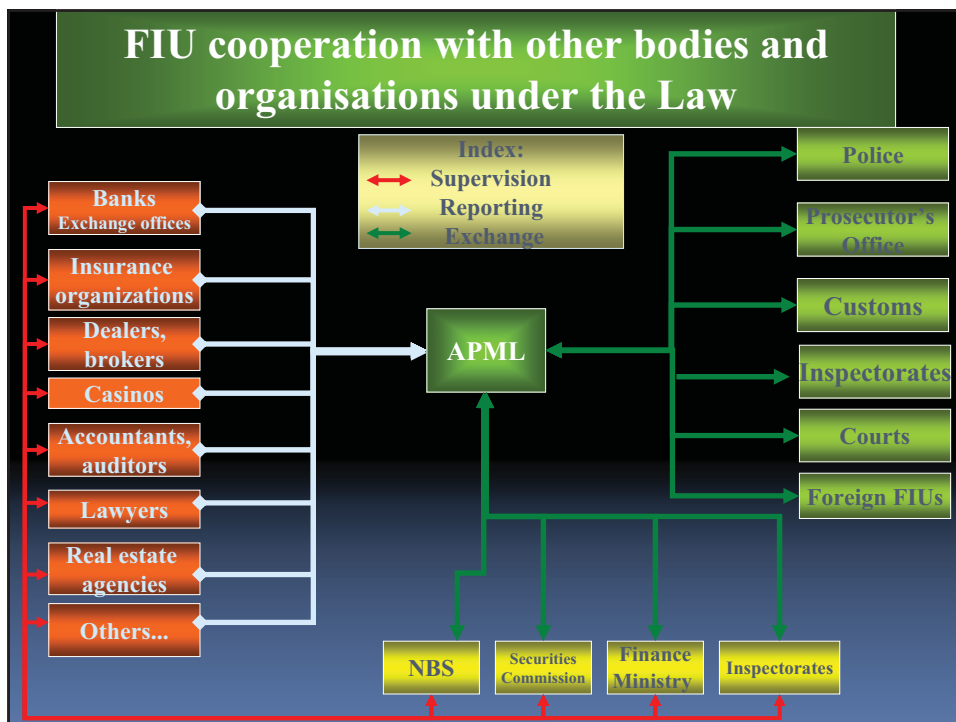 FIU cooperation with other bodies and
organisations under the Law
Index:
Supervision
Reporting
Exchange
Banks
Exchange offices
Insurance
organizations
Dealers,
brokers
Casinos
Accountants,
auditors
Lawyers
Real estate
agencies
Others...
APML
Police
Prosecutor's
Office
Customs
Inspectorates
Courts
Foreign FIUs
NBS
Securities
Commission
Finance
Ministry
Inspectorates